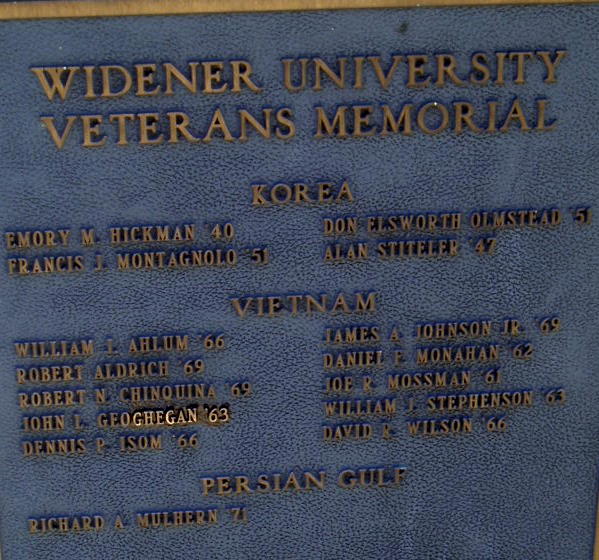 WIDENER UNIVERSITY
VETERANS MEMORIAL
KOREA
EMORY M. HICKMAN '40
FRANCIS J. MONTAGNOLO '51
DON ELSWORTH OLMSTEAD '51
ALAN STITELER '47
VIETNAM
WILLIAM J. AHLUM '66
ROBERT ALDRICH '69
ROBERT N. CHINQUINA '69
JOHN L. GEOGHEGAN '63
DENNIS P. ISOM '66
JAMES A. JOHNSON JR. '69
DANIEL F. MONAHAN '62
JOE R. MOSSMAN '61
WILLIAM J. STEPHENSON '63
DAVID R. WILSON '66
PERSIAN GULF
RICHARD A. MULHERN '71